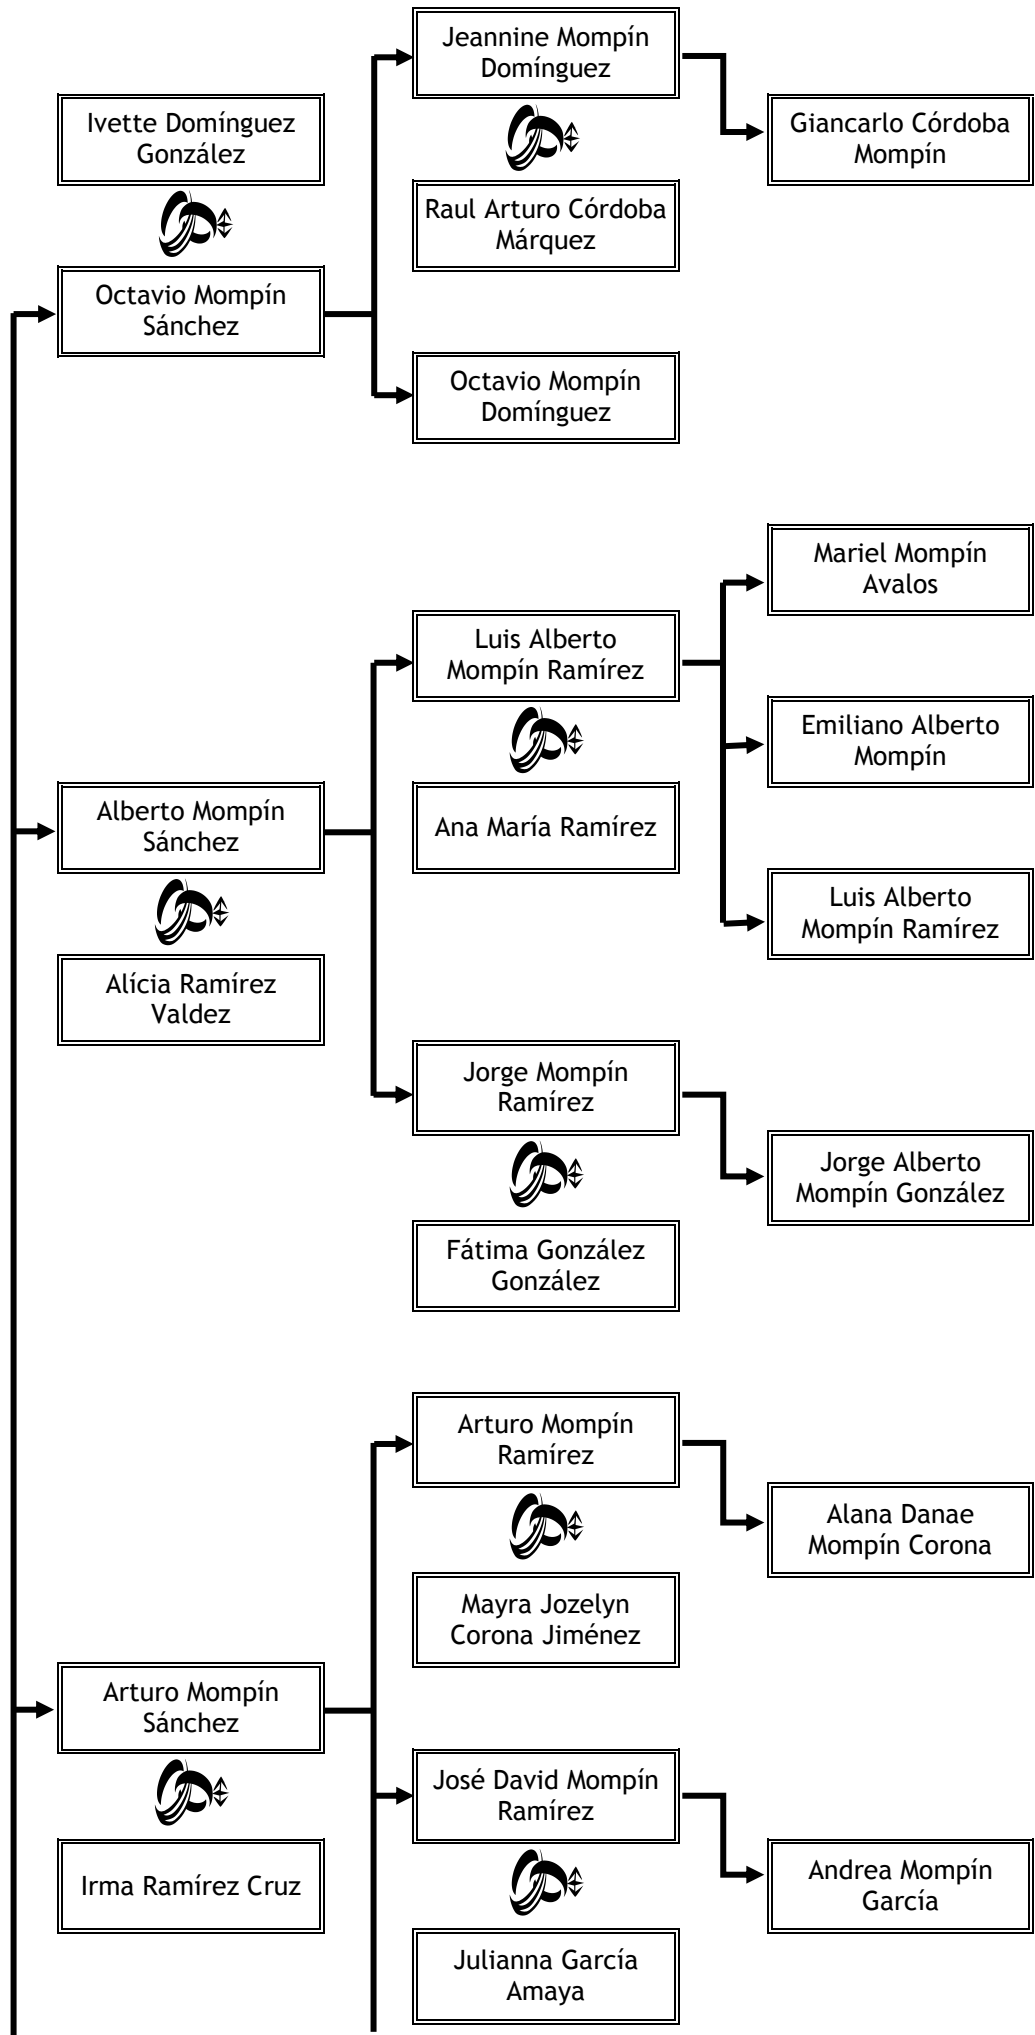 Jeannine Mompín
Domínguez
Ivette Domínguez
González
Giancarlo Córdoba
Mompín
Raul Arturo Córdoba
Márquez
Octavio Mompín
Sánchez
Octavio Mompín
Domínguez
Mariel Mompín
Avalos
Luis Alberto
Mompín Ramírez
Emiliano Alberto
Mompín
Alberto Mompín
Sánchez
Ana María Ramírez
Luis Alberto
Mompín Ramírez
Alícia Ramírez
Valdez
Jorge Mompín
Ramírez
Jorge Alberto
Mompín González
Fátima González
González
Arturo Mompín
Ramírez
Alana Danae
Mompín Corona
Mayra Jozelyn
Corona Jiménez
Arturo Mompín
Sánchez
José David Mompín
Ramírez
Irma Ramírez Cruz
Andrea Mompín
García
Julianna García
Amaya